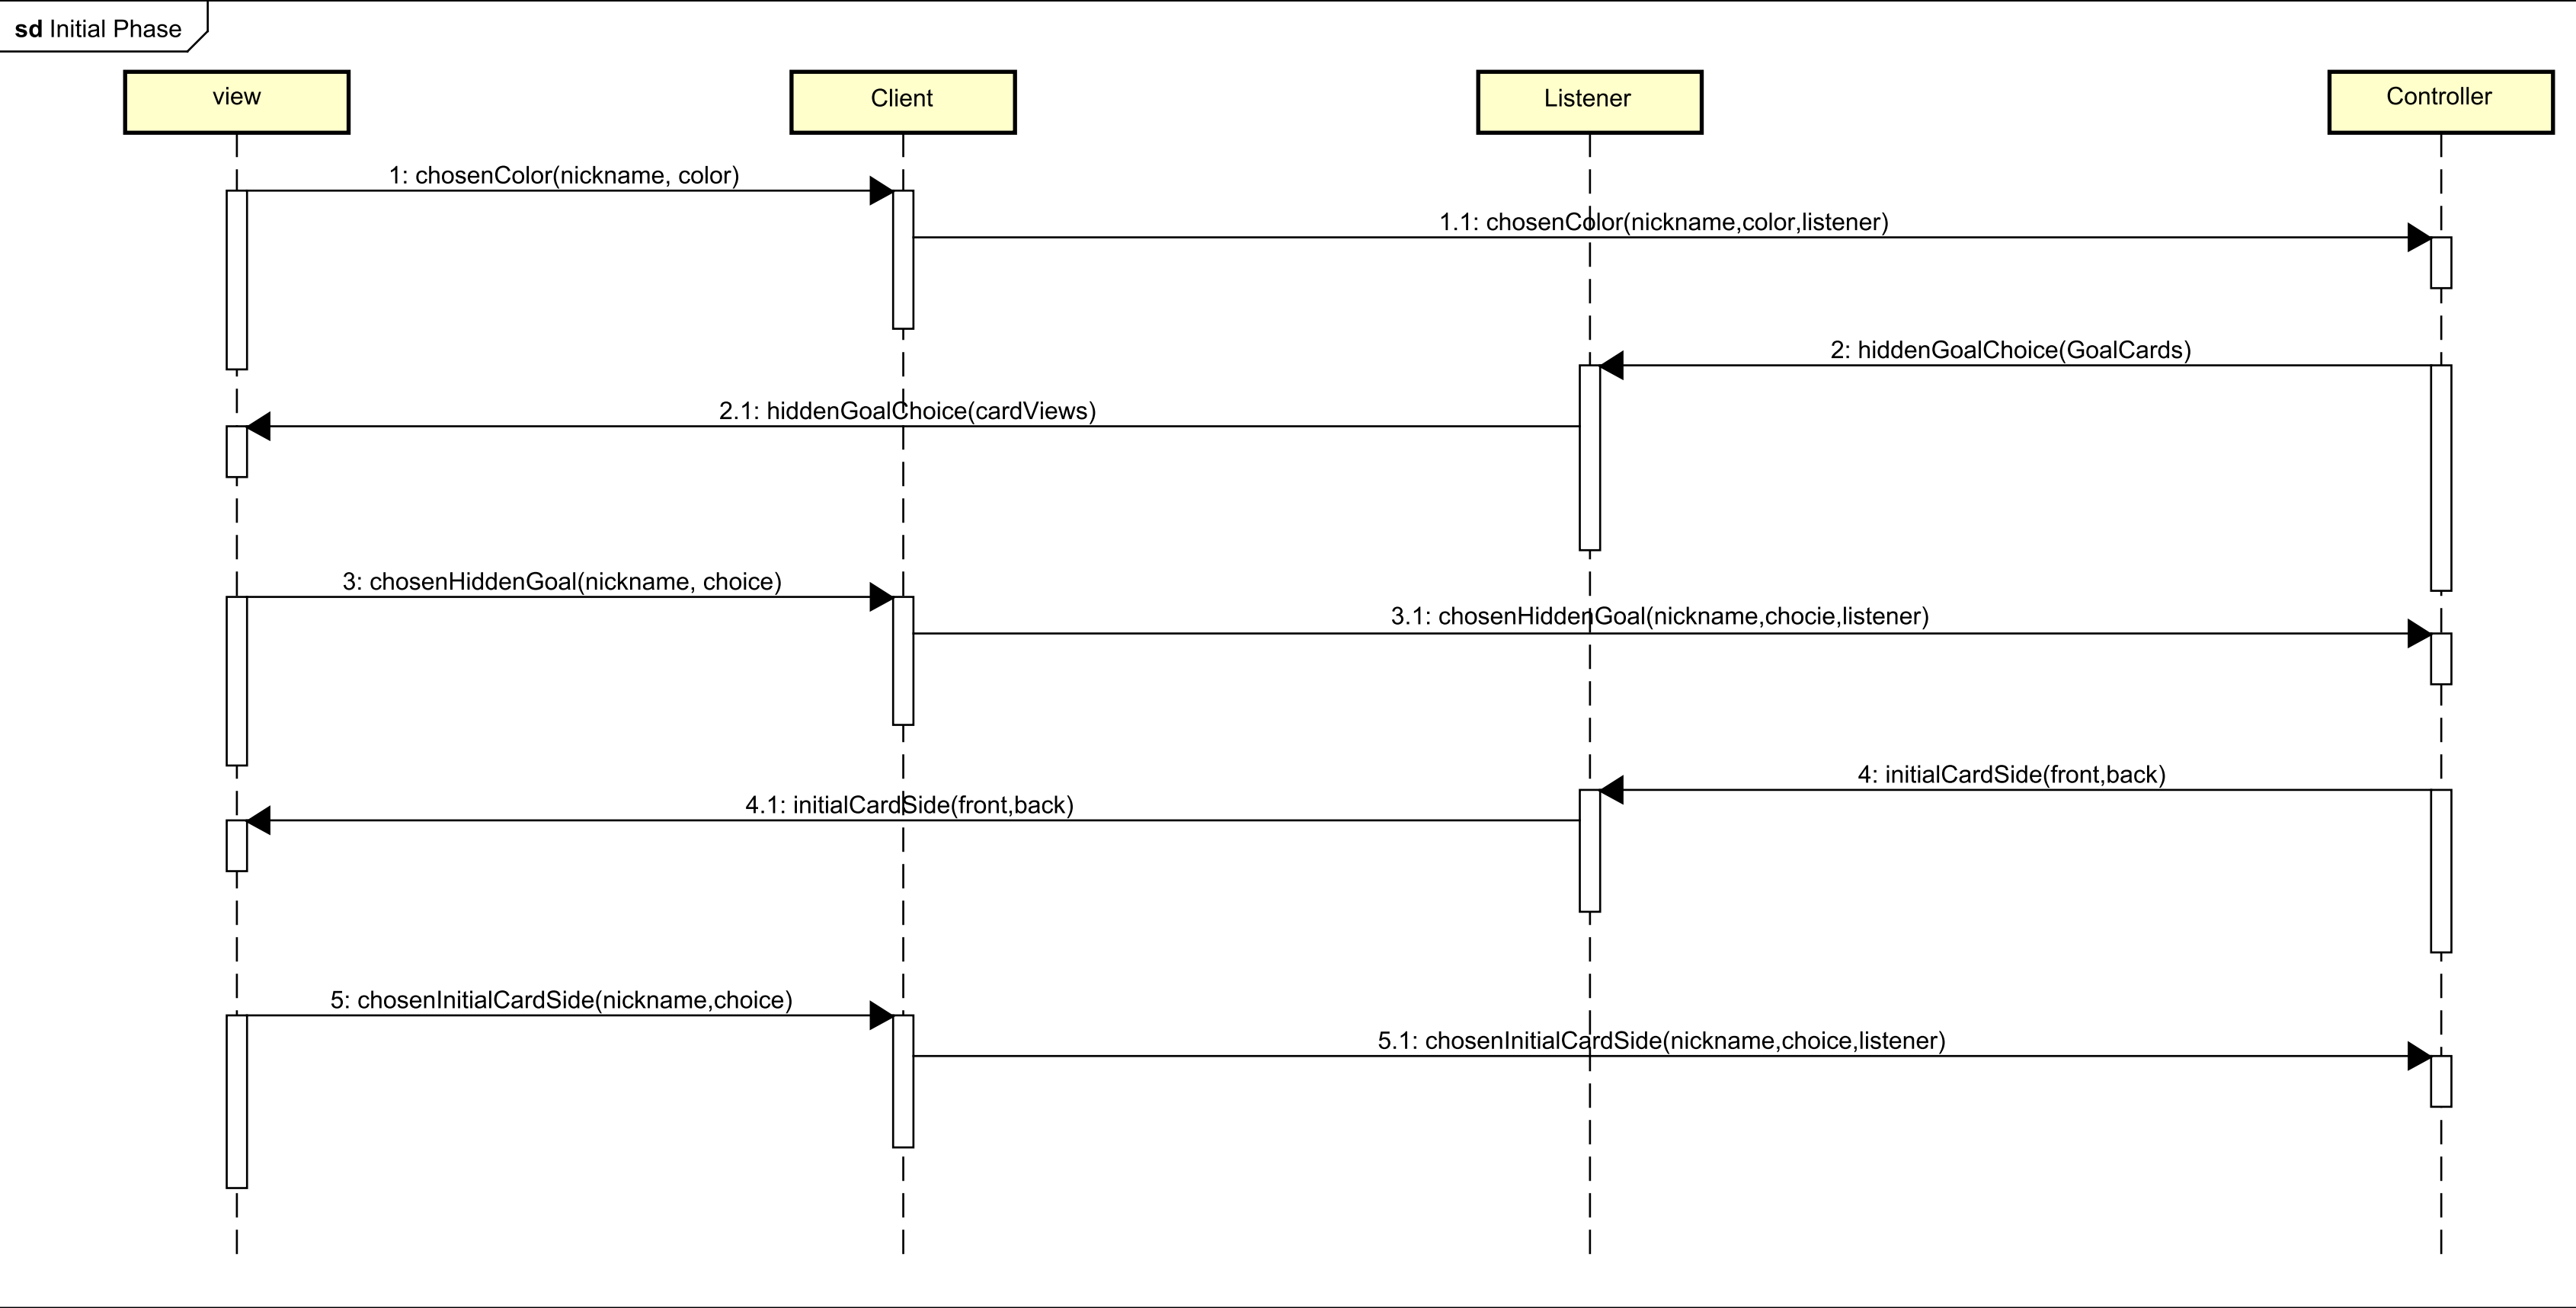 sd Initial Phase
view
Client
Listener
Controller
1: chosenColor(nickname, color)
1.1: chosenColor(nickname,color,listener)
2: hiddenGoalChoice(GoalCards)
2.1: hiddenGoalChoice(cardViews)
3: chosenHiddenGoal(nickname, choice)
3.1: chosenHiddenGoal(nickname,chocie,listener)
4: initialCardSide(front,back)
4.1: initialCardSide(front,back)
5: chosenInitialCardSide(nickname,choice)
5.1: chosenInitialCardSide(nickname,choice,listener)